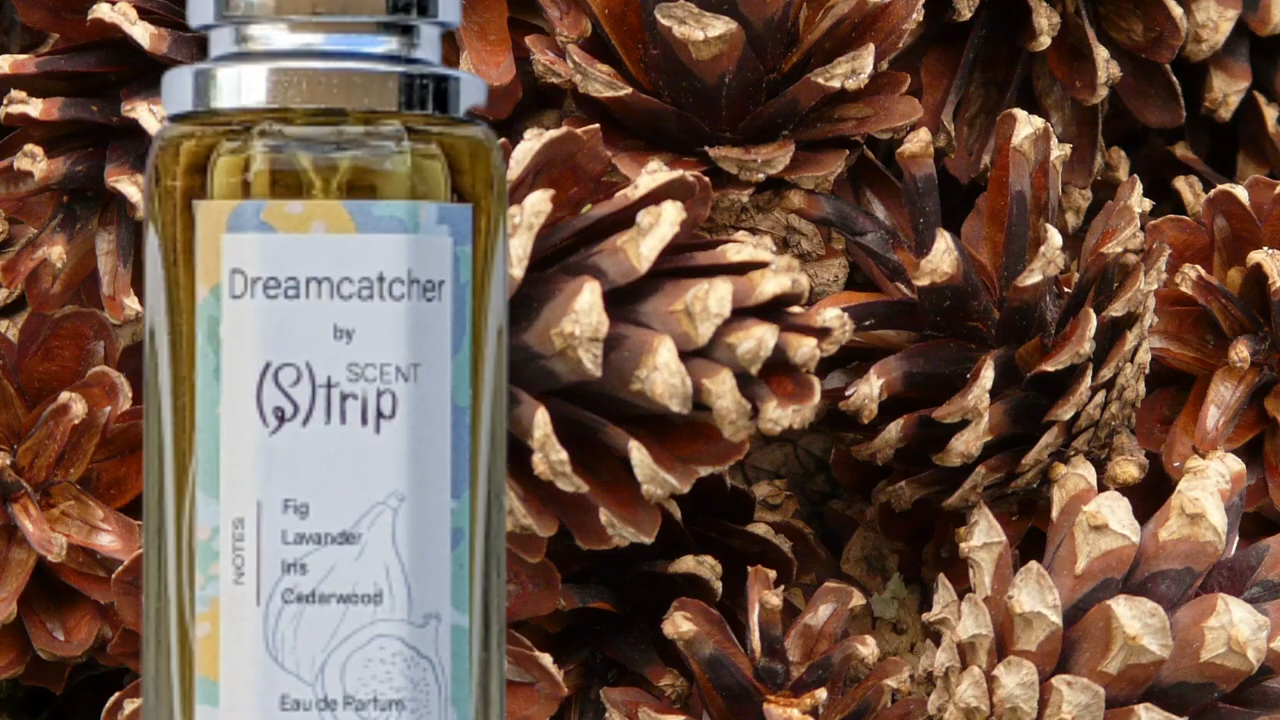 Dreamcatcher
by
(S)trip SCENT
NOTES
Fig
Lavander
Iris
Cedarwood
Eau de Parfum